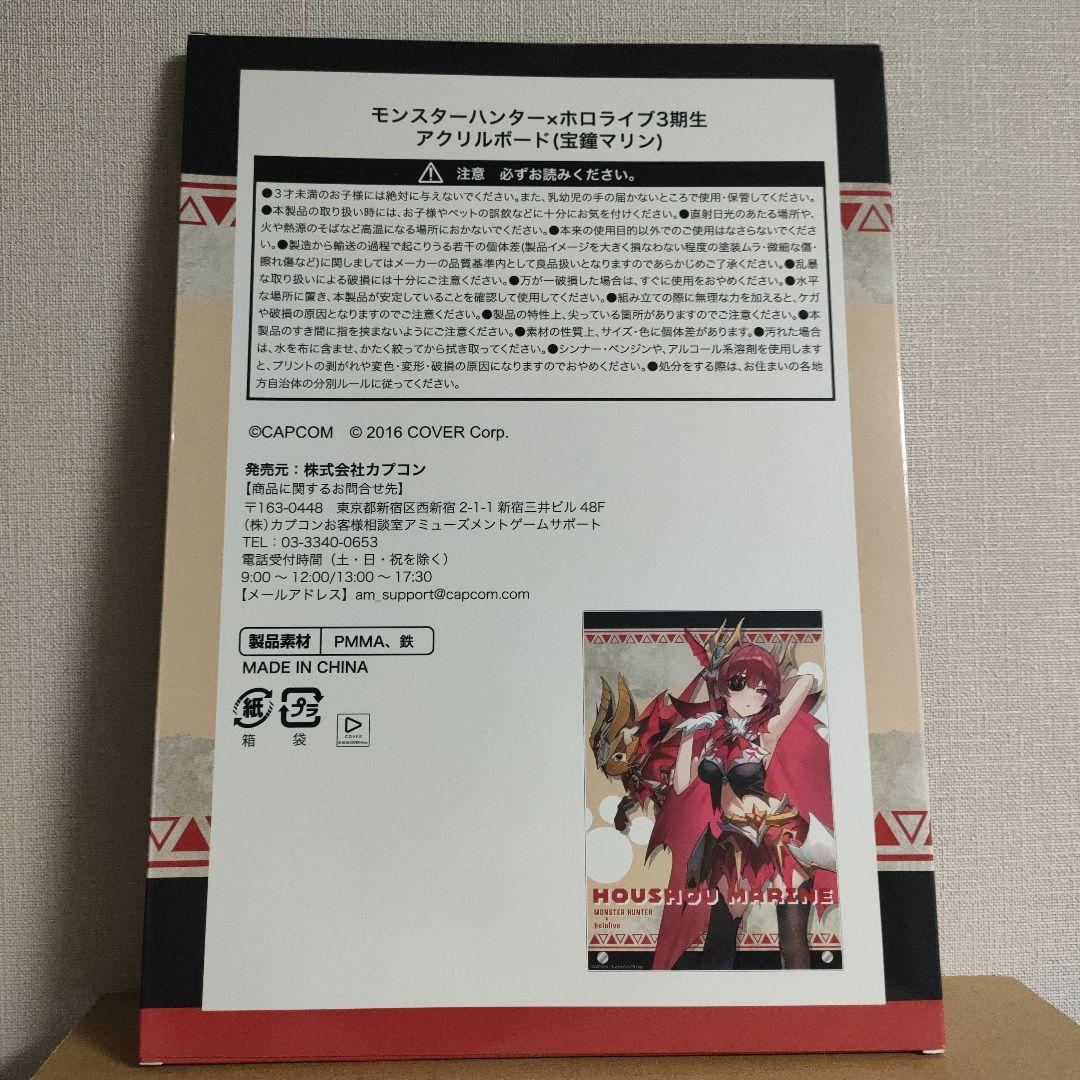 モンスターハンター×ホロライブ3期生
アクリルボード(宝鐘マリン)
注意　必ずお読みください。
●3才未満のお子様には絶対に与えないでください。また、乳幼児の手の届かないところで使用・保管してください。
●本製品の取り扱い時には、お子様やペットの誤飲などに十分にお気を付けください。●直射日光のあたる場所や、
火や熱源のそばなど高温になる場所におかないでください。●本来の使用目的以外でのご使用はなさらないでくださ
い。●製造から輸送の過程で起こりうる若干の個体差(製品イメージを大きく損なわない程度の塗装ムラ・微細な傷・
擦れ傷など)に関しましてはメーカーの品質基準内として良品扱いとなりますのであらかじめご了承ください。●乱暴
な取り扱いによる破損には十分にご注意ください。●万が一破損した場合は、すぐに使用をおやめください。●水平
な場所に置き、本製品が安定していることを確認して使用してください。●組み立ての際に無理な力を加えると、ケガ
や破損の原因となりますのでご注意ください。●製品の特性上、尖っている箇所がありますのでご注意ください。●本
製品のすき間に指を挟まないようにご注意ください。●素材の性質上、サイズ・色に個体差があります。●汚れた場合
は、水を布に含ませ、かたく絞ってから拭き取ってください。●シンナー・ベンジンや、アルコール系溶剤を使用します
と、プリントの剥がれや変色・変形・破損の原因になりますのでおやめください。●処分をする際は、お住まいの各地
方自治体の分別ルールに従ってください。
©CAPCOM　© 2016 COVER Corp.
発売元：株式会社カプコン
【商品に関するお問合せ先】
〒163-0448　東京都新宿区西新宿 2-1-1 新宿三井ビル 48F
(株)カプコンお客様相談室アミューズメントゲームサポート
TEL：03-3340-0653
電話受付時間（土・日・祝を除く）
9:00 ～ 12:00/13:00 ～ 17:30
【メールアドレス】am_support@capcom.com
製品素材　PMMA、鉄
MADE IN CHINA
紙　プラ
箱　袋
COVER
© 2016 COVER Corp.
HOUSHOU MARINE
MONSTER HUNTER
×
hololive
©CAPCOM © 2016 COVER Corp.